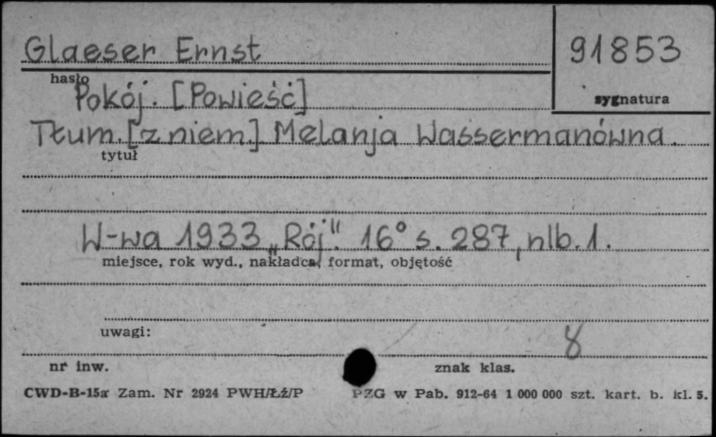 Glaeser Ernst
91853
hasło
sygnatura
Pokój. [Powieść]
Tłum. [z niem.] Melanja Wassermanówna.
tytuł
W-wa 1933 „Rój". 16° s. 287, nlb. 1.
miejsce, rok wyd., nakładca, format, objętość
uwagi:
8
nr inw.
znak klas.
CWD-B-15a Zam. Nr 2924 PWH/Łź/P PZG w Pab. 912-64 1 000 000 szt. kart. b. kl. 5.